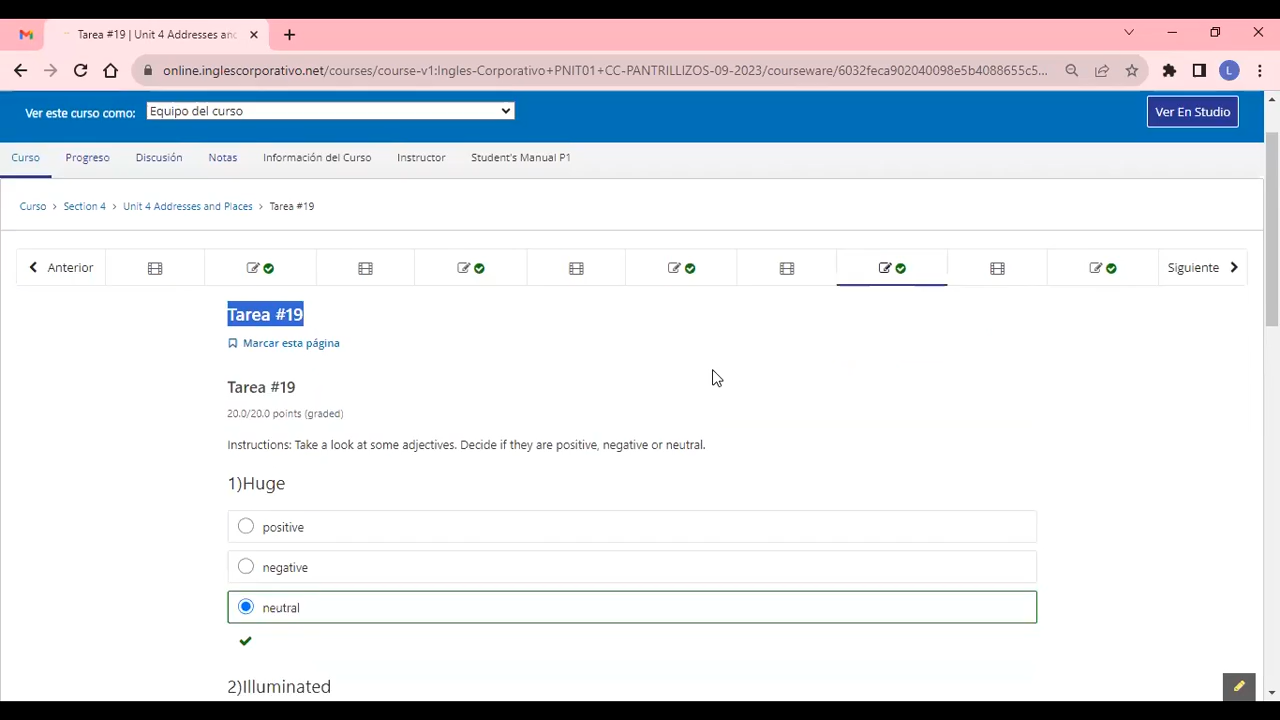 Tarea #19 | Unit 4 Addresses and
online.inglescorporativo.net/courses/course-v1:Ingles-Corporativo+PNIT01+CC-PANTRILLIZOS-09-2023/courseware/6032feca902040098e5b4088655c5...
L
Ver este curso como:
Equipo del curso
Ver En Studio
Curso
Progreso
Discusión
Notas
Información del Curso
Instructor
Student's Manual P1
Curso > Section 4 > Unit 4 Addresses and Places > Tarea #19
Anterior
Siguiente
Tarea #19
Marcar esta página
Tarea #19
20.0/20.0 points (graded)
Instructions: Take a look at some adjectives. Decide if they are positive, negative or neutral.
1)Huge
positive
negative
neutral
2)Illuminated